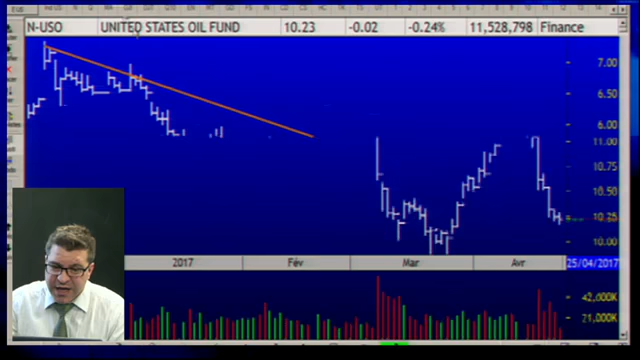 N-USO UNITED STATES OIL FUND 10.23 -0.02 -0.24% 11,528,798 Finance
7.00
6.50
6.00
11.00
10.75
10.50
10.25
10.00
2017 Fév Mar Avr 25/04/2017
42,000K
21,000K